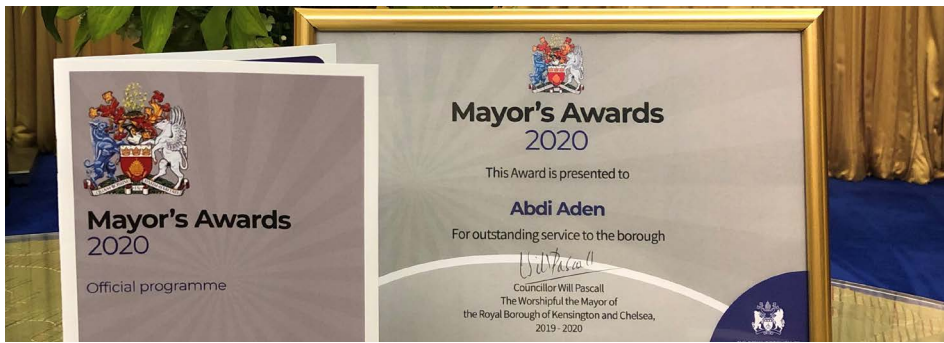 Mayor's Awards
2020
Official programme
Mayor's Awards
2020
This Award is presented to
Abdi Aden
For outstanding service to the borough
Will Pascall
Councillor Will Pascall
The Worshipful the Mayor of
the Royal Borough of Kensington and Chelsea,
2019 - 2020